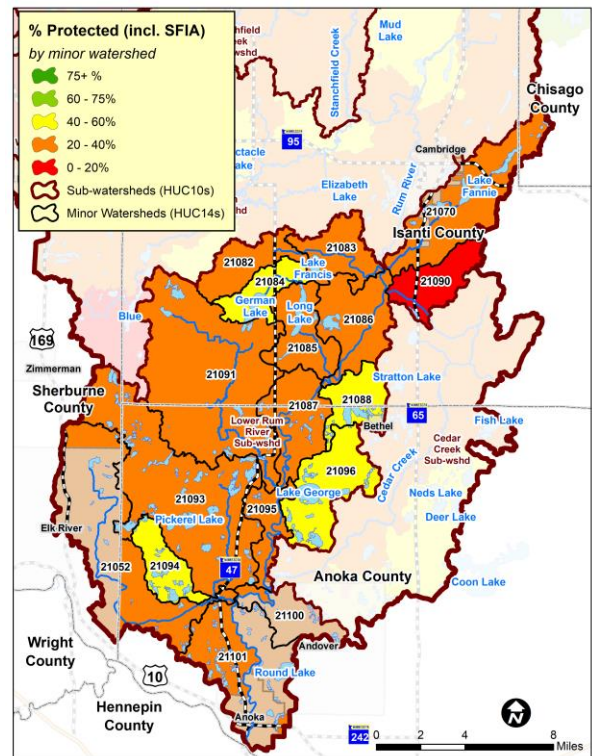 % Protected (incl. SFIA)
by minor watershed
75+ %
60 - 75%
40 - 60%
20 - 40%
0 - 20%
Sub-watersheds (HUC10s)
Minor Watersheds (HUC14s)
Mud
Lake
Stanchfield Creek
Chisago
County
95
Cambridge
Lake
Fannie
Elizabeth
Lake
Rum River
21070
Isanti County
21083
21082
Lake
Francis
21084
21090
German
Lake
Long
Lake
21086
Blue
169
21085
Zimmerman
21091
Stratton Lake
21088
21087
Sherburne
County
65
Lower Rum
River
Sub-wshd
Bethel
Fish Lake
Cedar
Creek
Sub-wshd
21096
Cedar Creek
Lake George
21093
21095
Neds Lake
Pickerel Lake
Deer Lake
Elk River
47
21052
21094
Anoka County
Coon Lake
21100
Andover
Wright
County
21101
Round Lake
10
Hennepin
County
Anoka
N
242
0 2 4 8
Miles